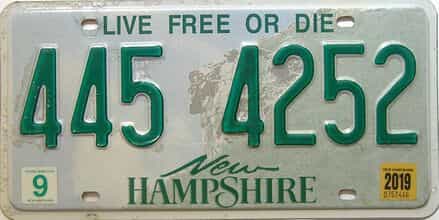 LIVE FREE OR DIE
445 4252
9
New
HAMPSHIRE
2019